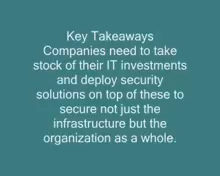 Key Takeaways
Companies need to take
stock of their IT investments
and deploy security
solutions on top of these to
secure not just the
infrastructure but the
organization as a whole.